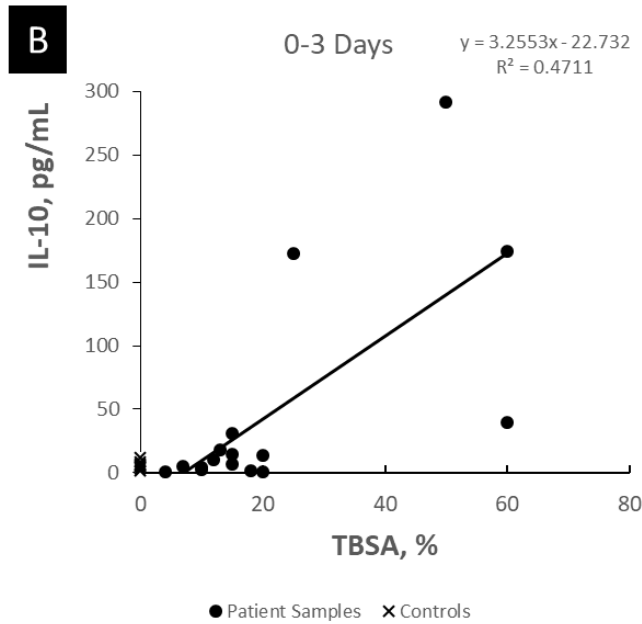 B
0-3 Days
y = 3.2553x - 22.732
R² = 0.4711
IL-10, pg/mL
300
250
200
150
100
50
0
0 20 40 60 80
TBSA, %
Patient Samples Controls